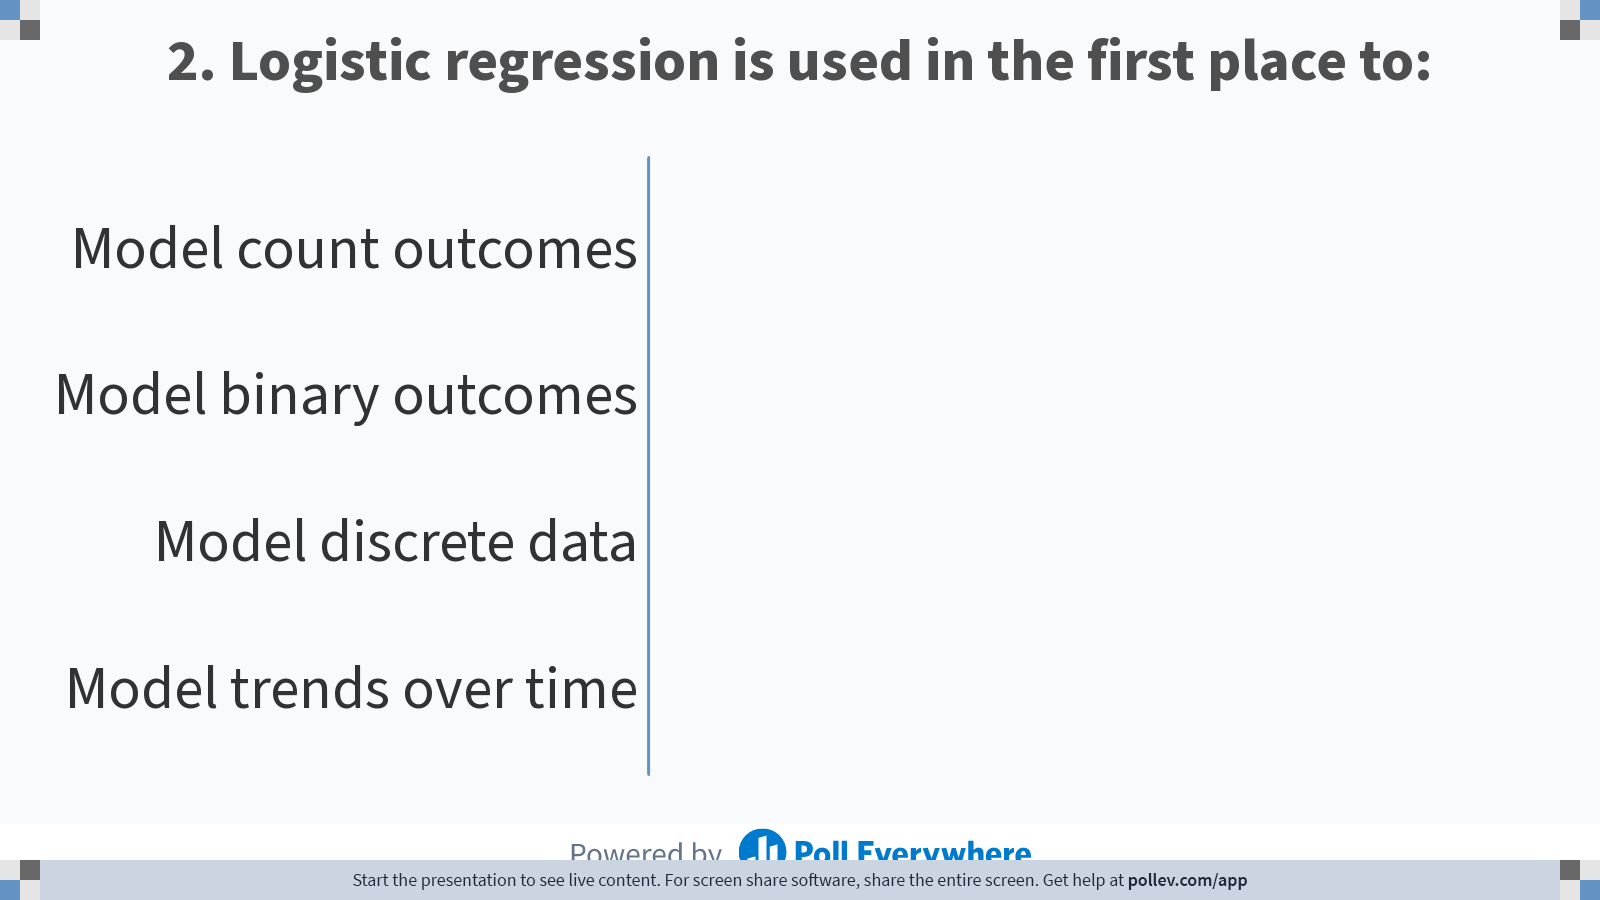 2. Logistic regression is used in the first place to:
Model count outcomes
Model binary outcomes
Model discrete data
Model trends over time
Powered by Poll Everywhere
Start the presentation to see live content. For screen share software, share the entire screen. Get help at pollev.com/app